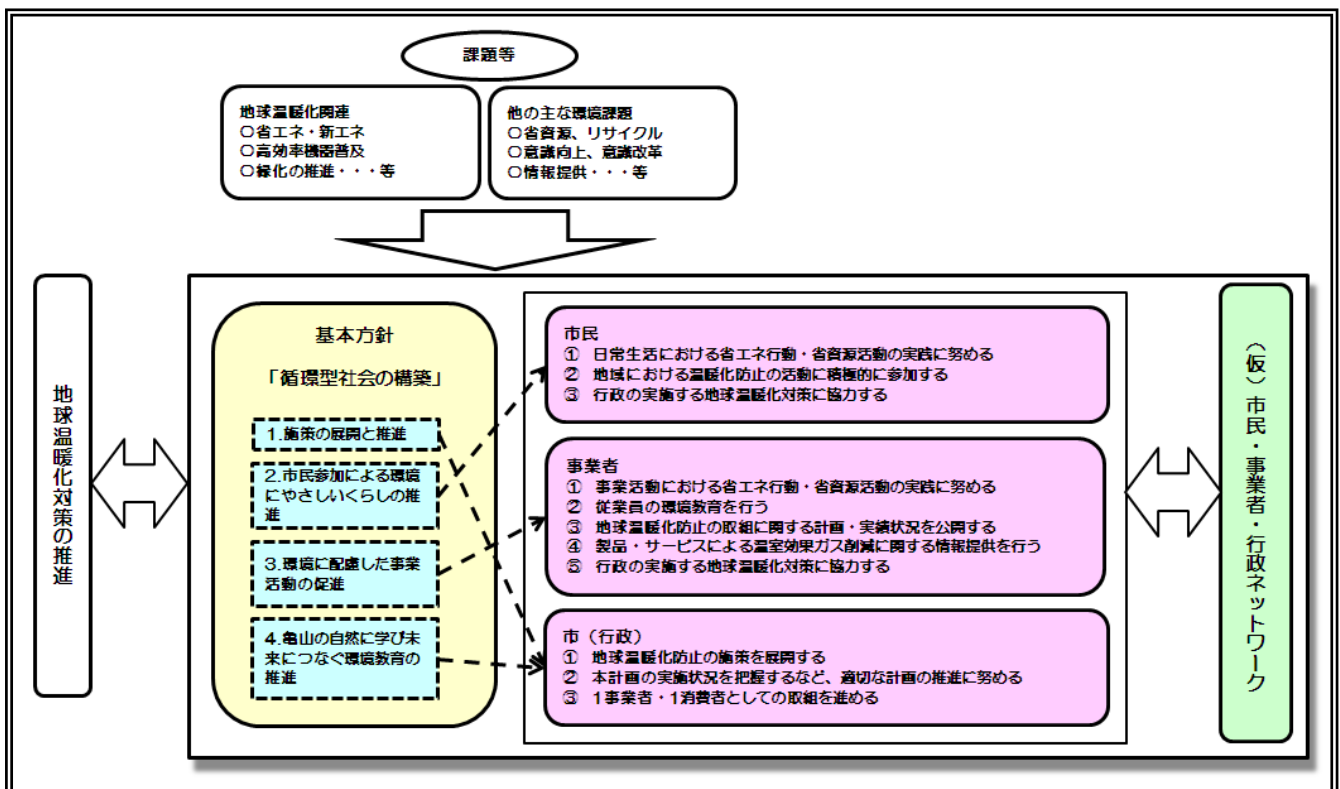 課題等
地球温暖化関連
○省エネ・新エネ
○高効率機器普及
○緑化の推進・・・等
他の主な環境課題
○省資源、リサイクル
○意識向上、意識改革
○情報提供・・・等
地球温暖化対策の推進
基本方針
「循環型社会の構築」
1.施策の展開と推進
2.市民参加による環境
にやさしいくらしの推
進
3.環境に配慮した事業
活動の促進
4.亀山の自然に学び未
来につなぐ環境教育の
推進
市民
① 日常生活における省エネ行動・省資源活動の実践に努める
② 地域における温暖化防止の活動に積極的に参加する
③ 行政の実施する地球温暖化対策に協力する
事業者
① 事業活動における省エネ行動・省資源活動の実践に努める
② 従業員の環境教育を行う
③ 地球温暖化防止の取組に関する計画・実績状況を公開する
④ 製品・サービスによる温室効果ガス削減に関する情報提供を行う
⑤ 行政の実施する地球温暖化対策に協力する
市（行政）
① 地球温暖化防止の施策を展開する
② 本計画の実施状況を把握するなど、適切な計画の推進に努める
③ 1事業者・1消費者としての取組を進める
（仮）市民・事業者・行政ネットワーク